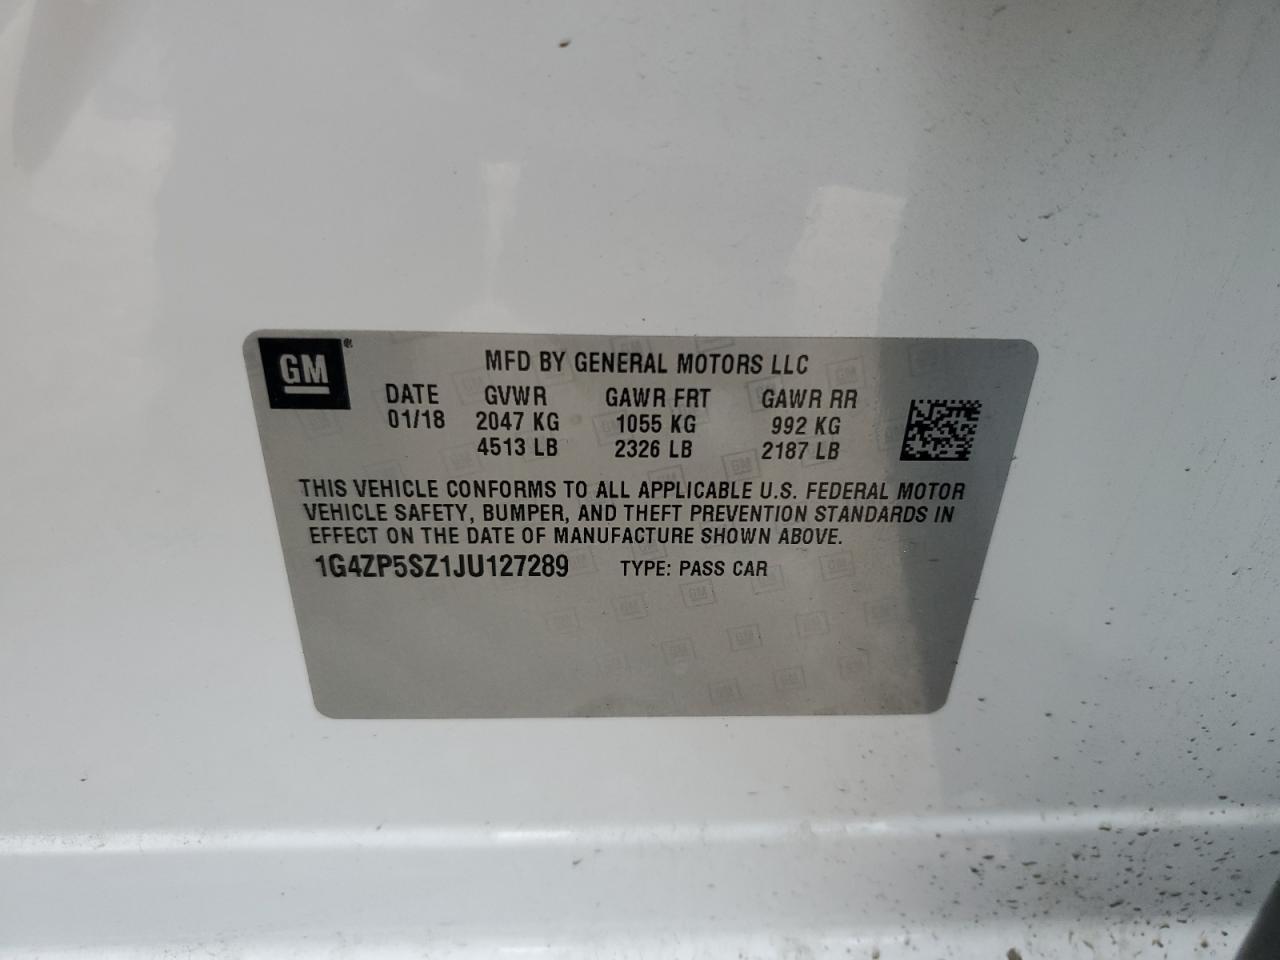 GM®
MFD BY GENERAL MOTORS LLC
DATE GVWR GAWR FRT GAWR RR
01/18 2047 KG 1055 KG 992 KG
4513 LB 2326 LB 2187 LB
THIS VEHICLE CONFORMS TO ALL APPLICABLE U.S. FEDERAL MOTOR
VEHICLE SAFETY, BUMPER, AND THEFT PREVENTION STANDARDS IN
EFFECT ON THE DATE OF MANUFACTURE SHOWN ABOVE.
1G4ZP5SZ1JU127289 TYPE: PASS CAR